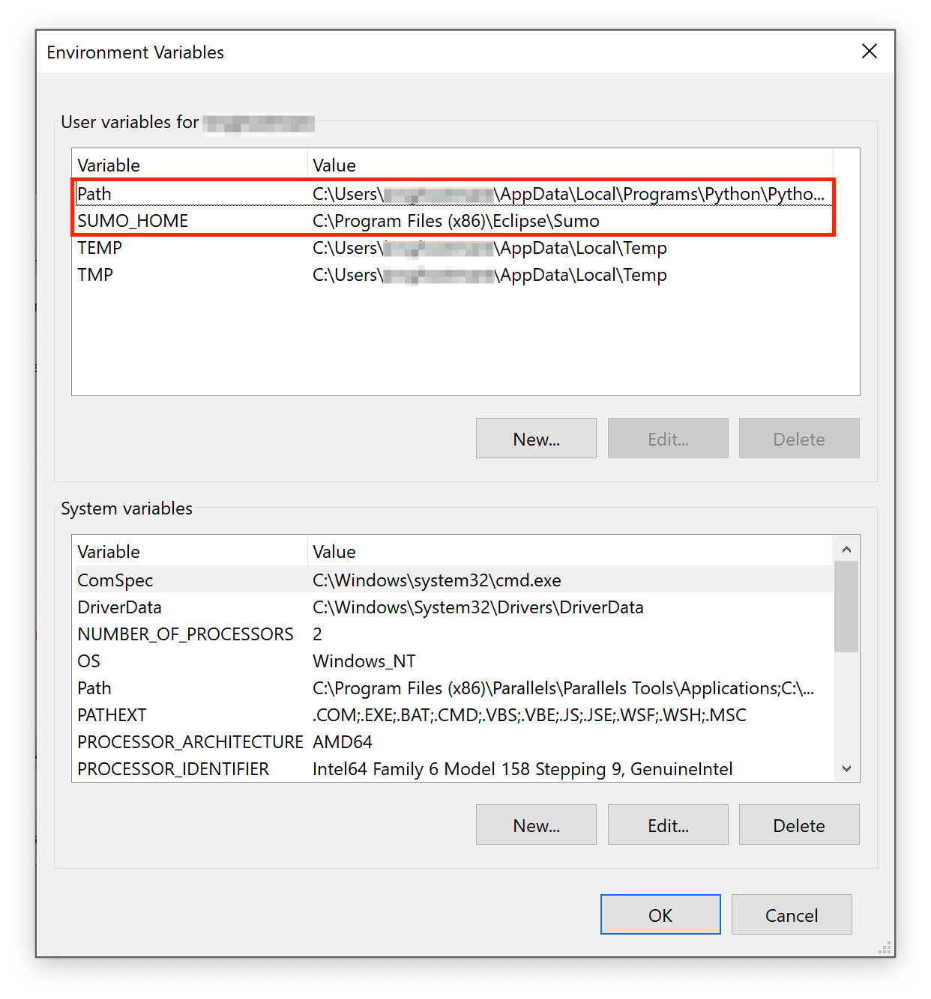 Environment Variables
User variables for
Variable Value
Path C:\Users\ \AppData\Local\Programs\Python\Pytho...
SUMO_HOME C:\Program Files (x86)\Eclipse\Sumo
TEMP C:\Users\ \AppData\Local\Temp
TMP C:\Users\ \AppData\Local\Temp
New... Edit... Delete
System variables
Variable Value
ComSpec C:\Windows\system32\cmd.exe
DriverData C:\Windows\System32\Drivers\DriverData
NUMBER_OF_PROCESSORS 2
OS Windows_NT
Path C:\Program Files (x86)\Parallels\Parallels Tools\Applications;C:\...
PATHEXT .COM;.EXE;.BAT;.CMD;.VBS;.VBE;.JS;.JSE;.WSF;.WSH;.MSC
PROCESSOR_ARCHITECTURE AMD64
PROCESSOR_IDENTIFIER Intel64 Family 6 Model 158 Stepping 9, GenuineIntel
New... Edit... Delete
OK Cancel